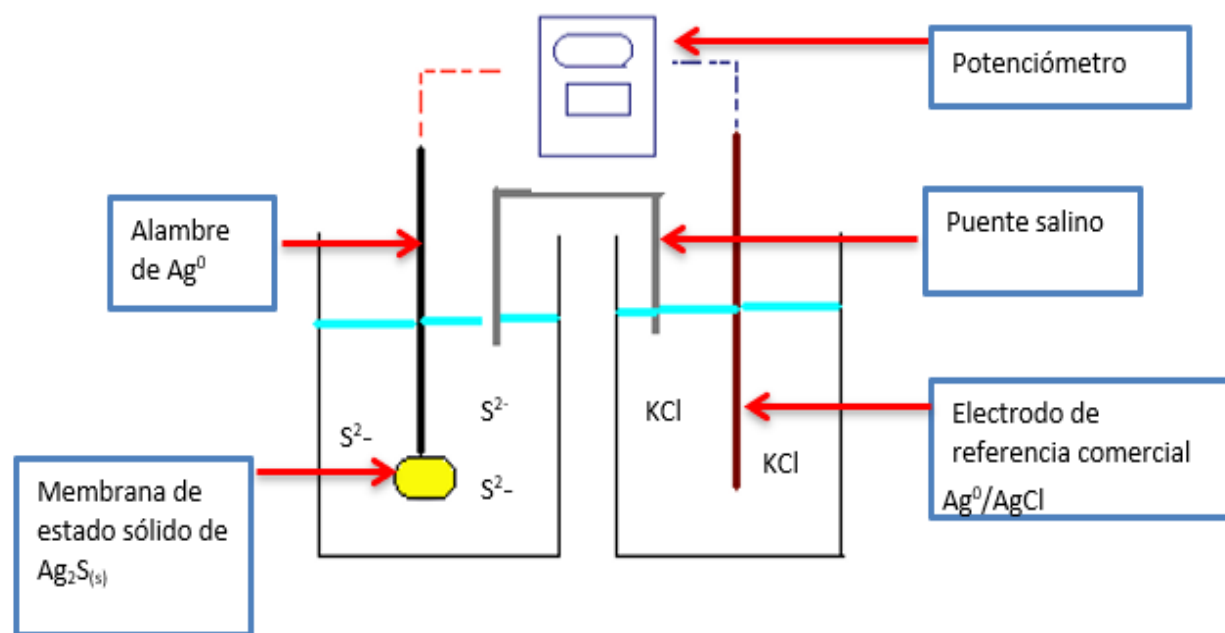 Potenciómetro
Alambre
de Ag⁰
Puente salino
S²⁻
S²-
S²-
KCl
KCl
Electrodo de
referencia comercial
Ag⁰/AgCl
Membrana de
estado sólido de
Ag₂S₍ₛ₎